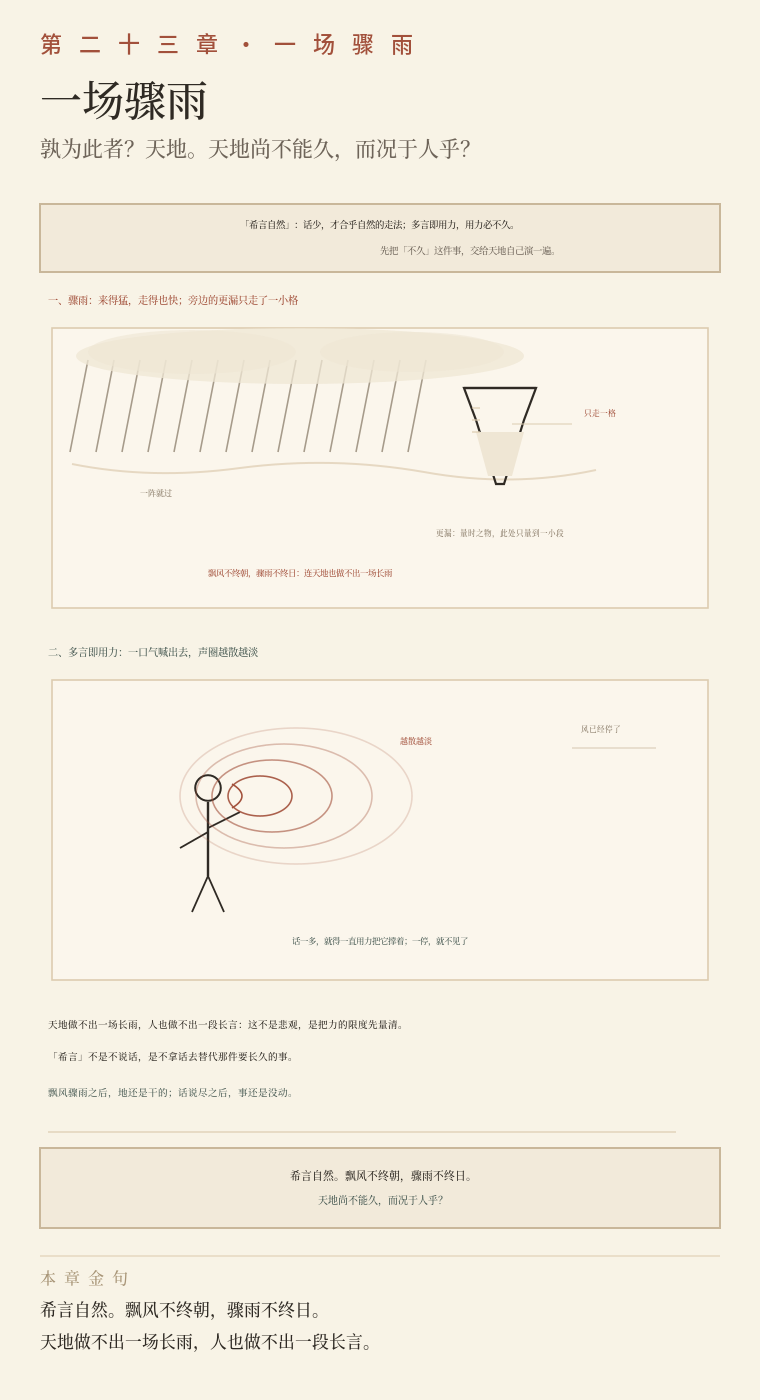 第二十三章·一场骤雨
一场骤雨
孰为此者？天地。天地尚不能久，而况于人乎？
「希言自然」：话少，才合乎自然的走法；多言即用力，用力必不久。
先把「不久」这件事，交给天地自己演一遍。
一、骤雨：来得猛，走得也快；旁边的更漏只走了一小格
只走一格
一阵就过
更漏：量时之物，此处只量到一小段
飘风不终朝，骤雨不终日：连天地也做不出一场长雨
二、多言即用力：一口气喊出去，声圈越散越淡
风已经停了
越散越淡
话一多，就得一直用力把它撑着；一停，就不见了
天地做不出一场长雨，人也做不出一段长言：这不是悲观，是把力的限度先量清。
「希言」不是不说话，是不拿话去替代那件要长久的事。
飘风骤雨之后，地还是干的；话说尽之后，事还是没动。
希言自然。飘风不终朝，骤雨不终日。
天地尚不能久，而况于人乎？
本章金句
希言自然。飘风不终朝，骤雨不终日。
天地做不出一场长雨，人也做不出一段长言。